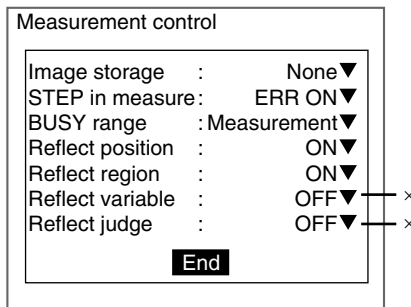 Measurement control
Image storage : None▼
STEP in measure: ERR ON▼
BUSY range : Measurement▼
Reflect position : ON▼
Reflect region : ON▼
Reflect variable : OFF▼
Reflect judge : OFF▼
End